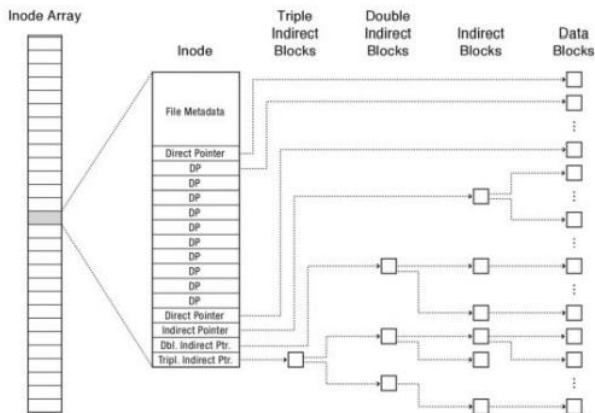 Inode Array
Inode
Triple
Indirect
Blocks
Double
Indirect
Blocks
Indirect Blocks
Data
Blocks
File Metadata
Direct Pointer
DP
DP
DP
DP
DP
DP
DP
DP
DP
DP
Direct Pointer
Indirect Pointer
Dbl. Indirect Ptr.
Tripl. Indirect Ptr.